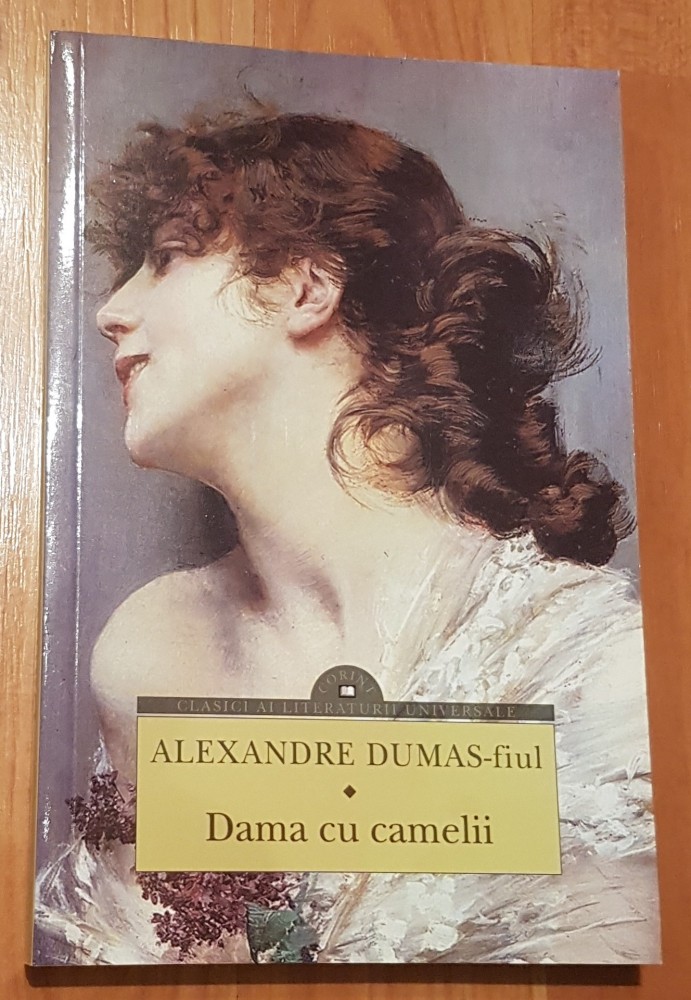 CORINT
CLASICI AI LITERATURII UNIVERSALE
ALEXANDRE DUMAS-fiul
Dama cu camelii